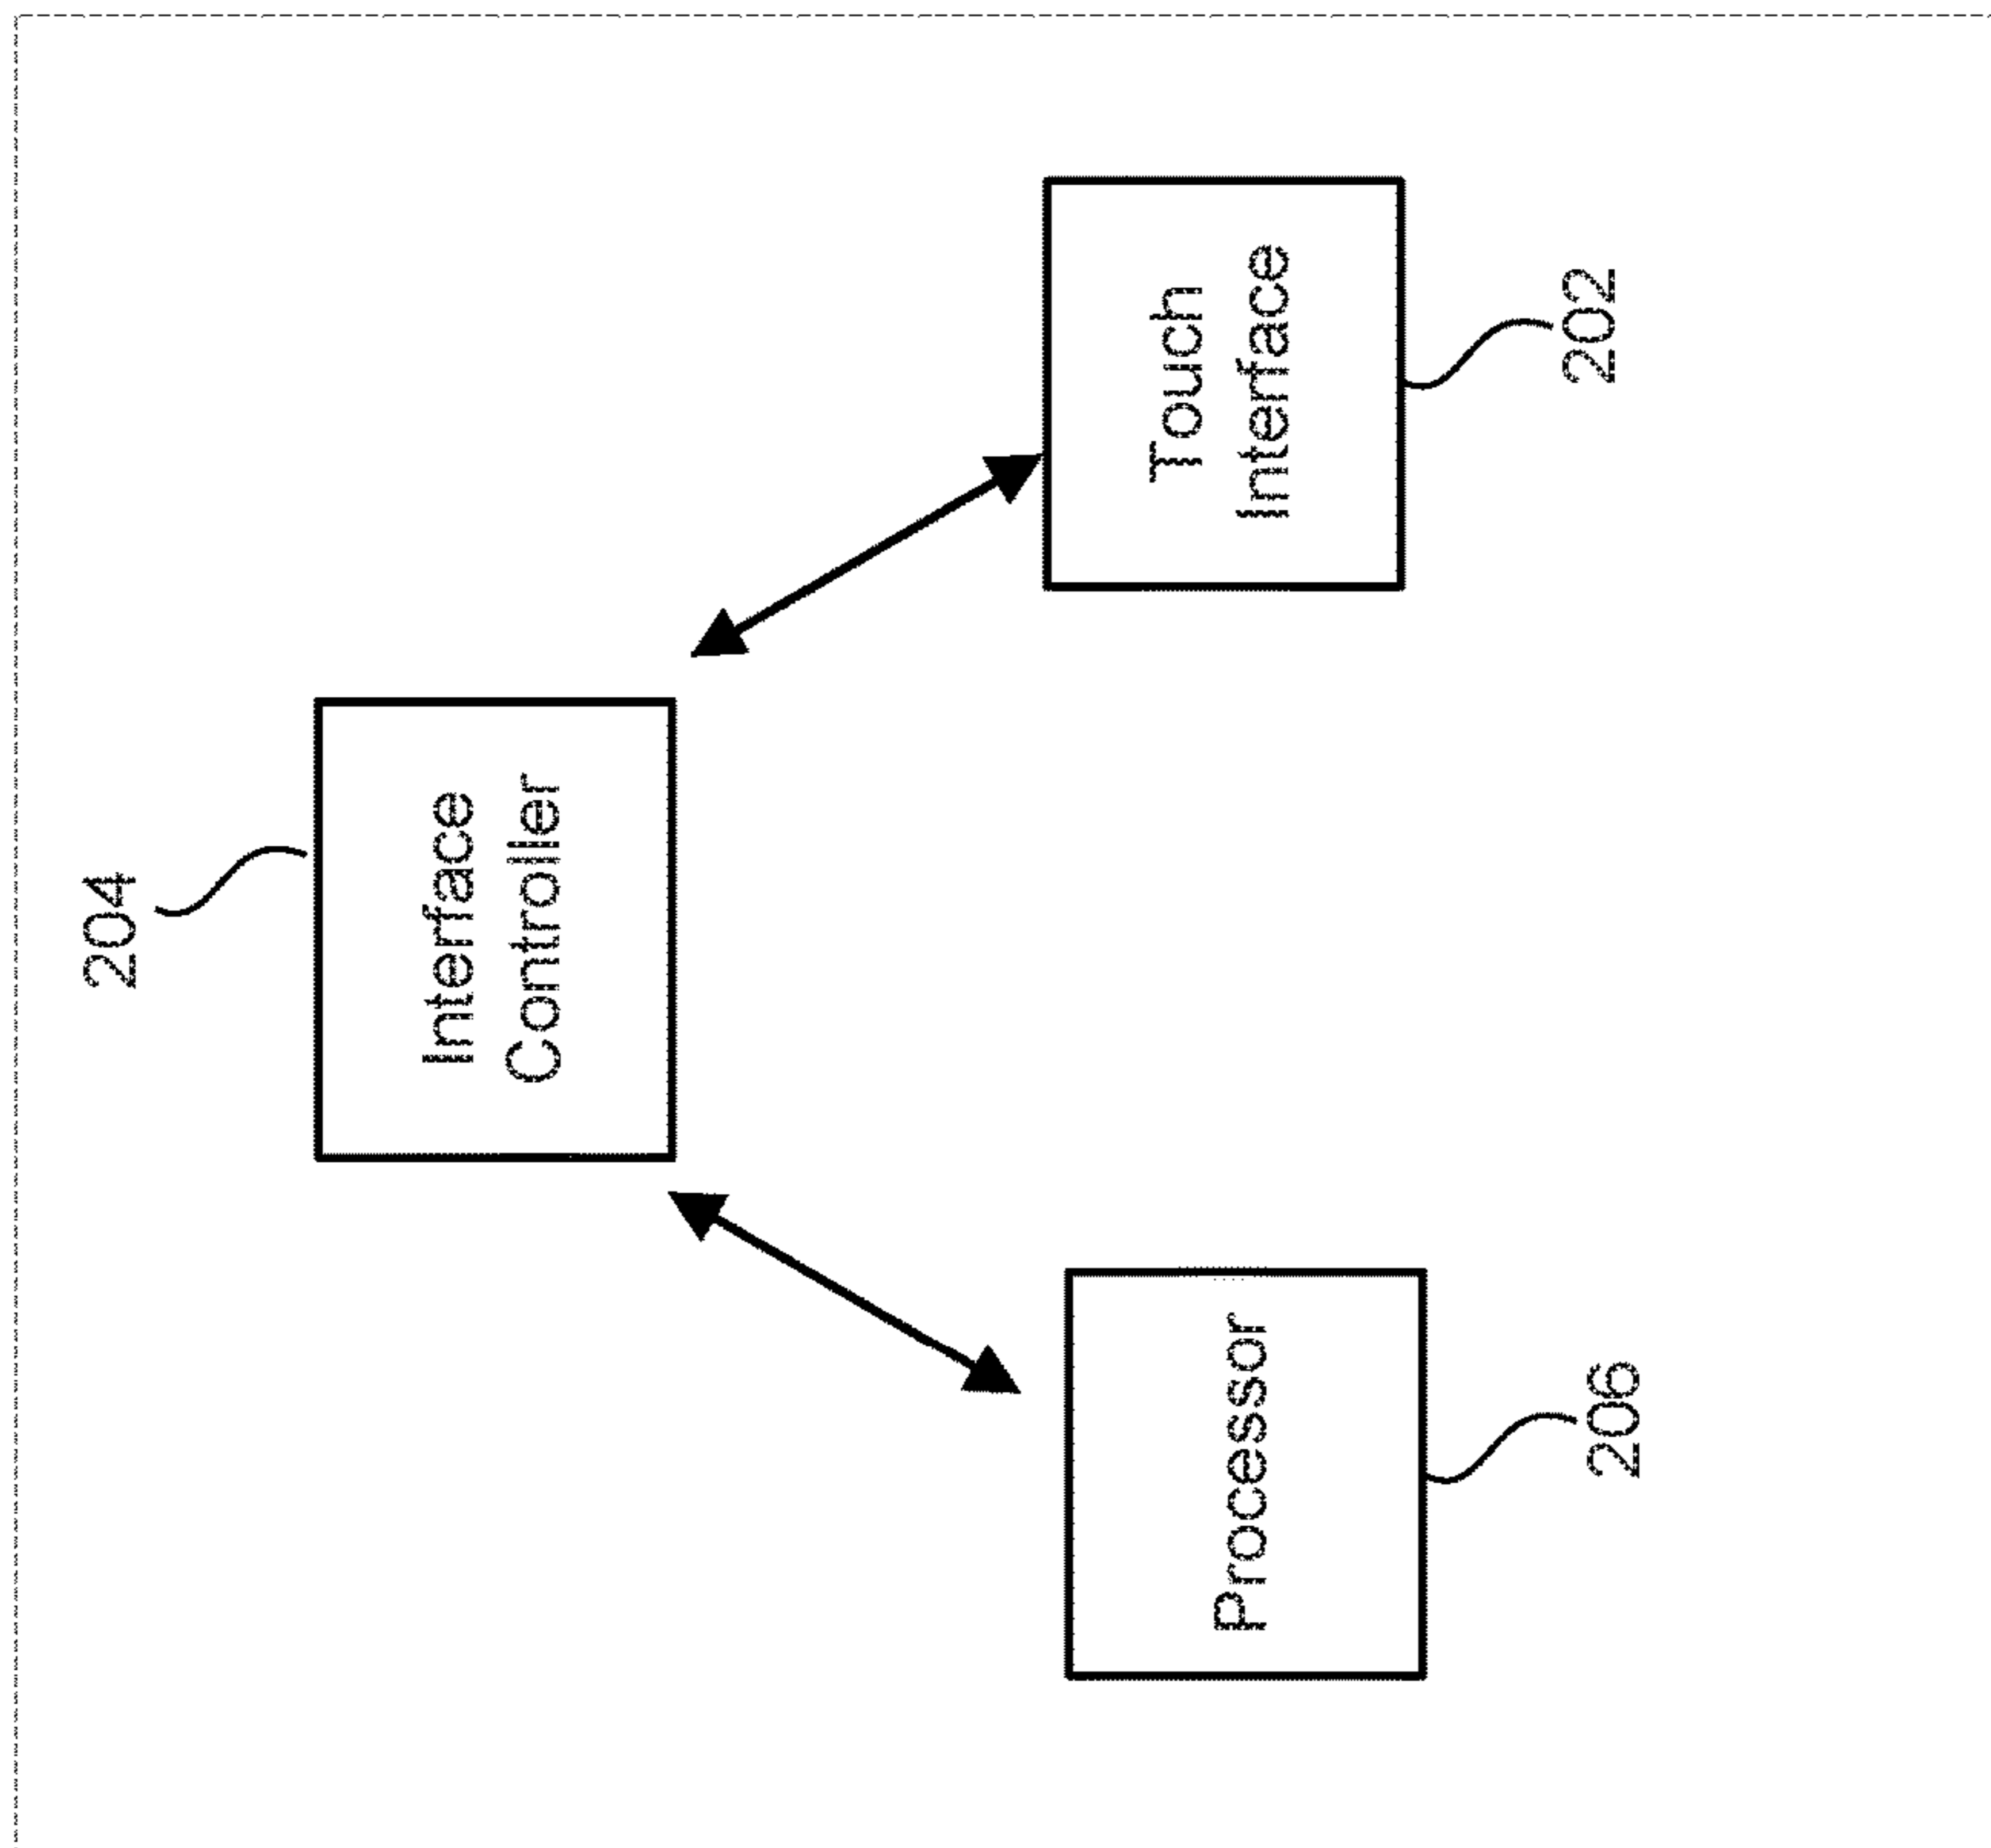 204
Interface
Controller
Processor
206
Touch
Interface
202